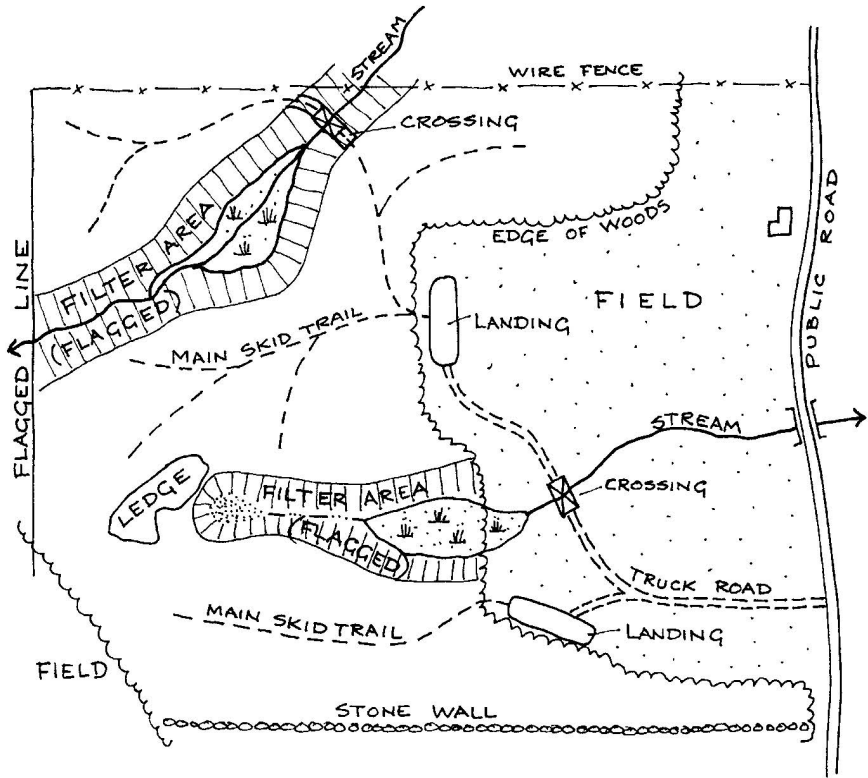 STREAM
WIRE FENCE
CROSSING
FILTER AREA
(FLAGGED)
EDGE OF WOODS
FIELD
PUBLIC ROAD
FLAGGED LINE
LANDING
MAIN SKID TRAIL
STREAM
LEDGE
FILTER AREA
(FLAGGED)
CROSSING
TRUCK ROAD
MAIN SKID TRAIL
LANDING
FIELD
STONE WALL